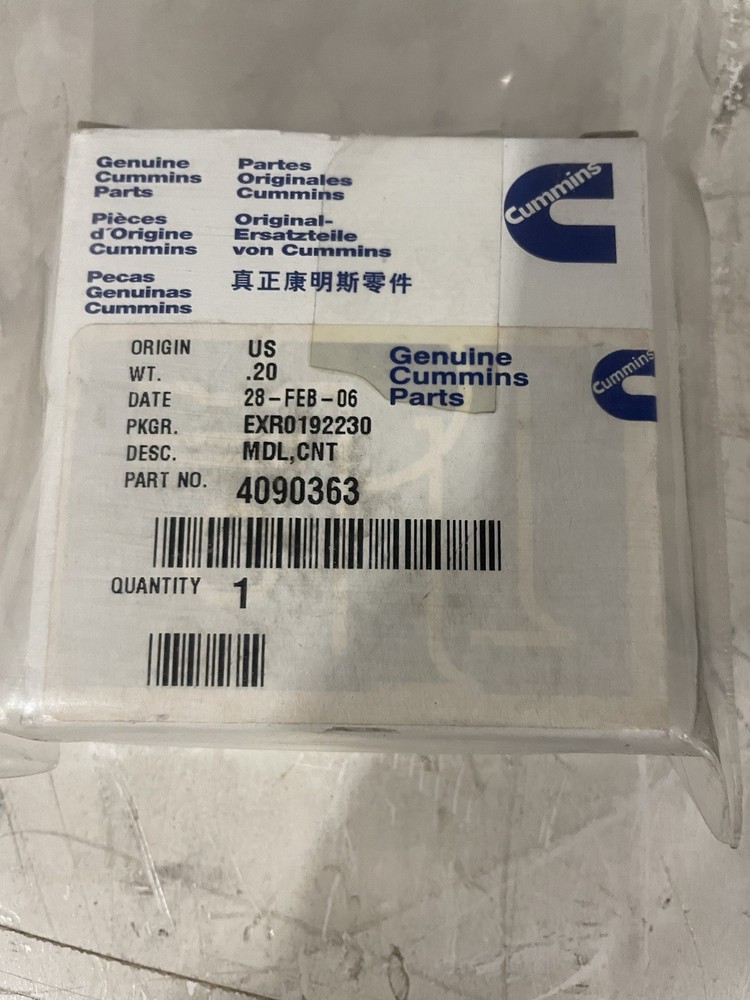 Genuine
Cummins
Parts
Partes
Originales
Cummins
Cummins
Pièces
d´Origine
Cummins
Original-
Ersatzteile
von Cummins
Pecas
Genuinas
Cummins
真正康明斯零件
ORIGIN US
WT. .20
DATE 28-FEB-06
PKGR. EXR0192230
DESC. MDL,CNT
PART NO. 4090363
Genuine
Cummins
Parts
Cummins
QUANTITY 1